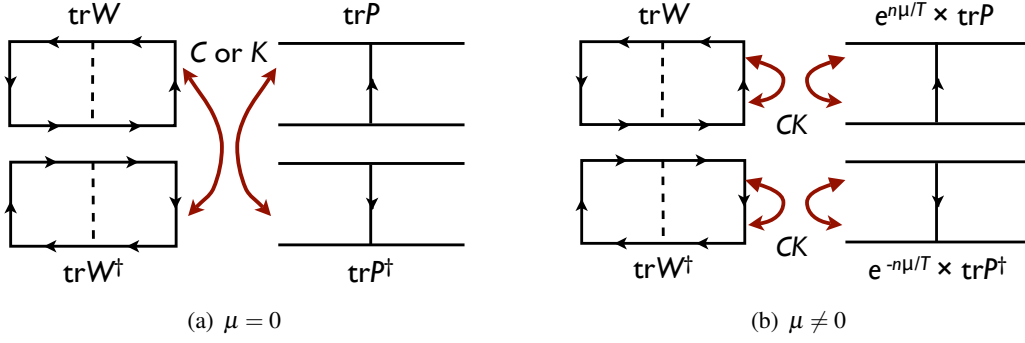 trW
trP
C or K
trW†
trP†
(a) μ = 0
trW
e^{nμ/T} × trP
CK
CK
trW†
e^{-nμ/T} × trP†
(b) μ ≠ 0